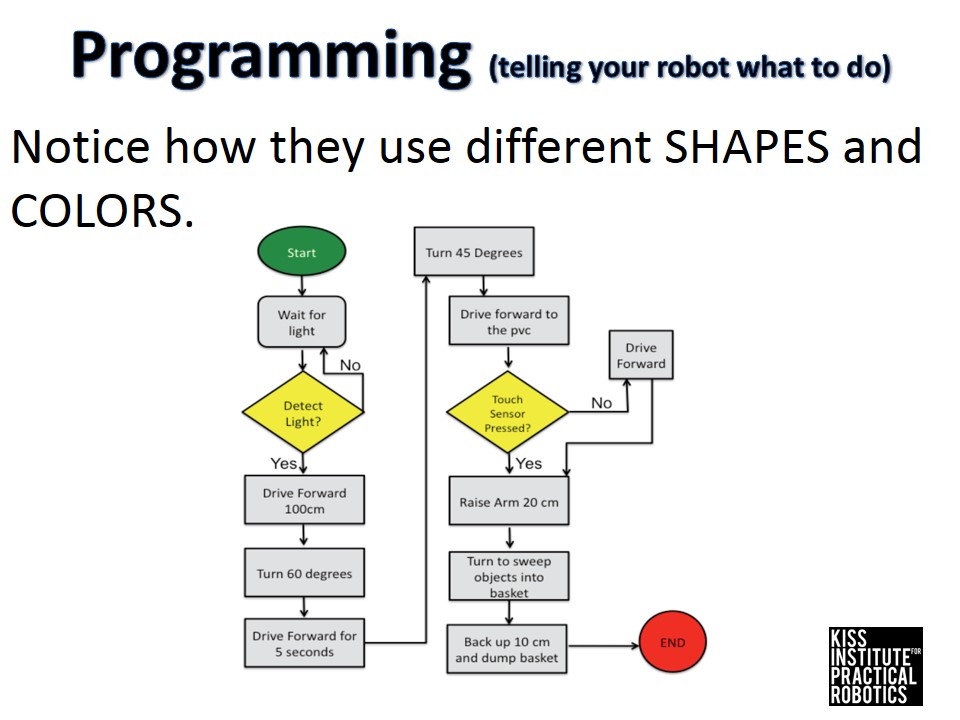 Programming (telling your robot what to do)
Notice how they use different SHAPES and
COLORS.
Start
Wait for
light
No
Detect
Light?
Yes
Drive Forward
100cm
Turn 60 degrees
Drive Forward for
5 seconds
Turn 45 Degrees
Drive forward to
the pvc
Drive
Forward
Touch
Sensor
Pressed?
No
Yes
Raise Arm 20 cm
Turn to sweep
objects into
basket
Back up 10 cm
and dump basket
END
KISS
INSTITUTE FOR
PRACTICAL
ROBOTICS